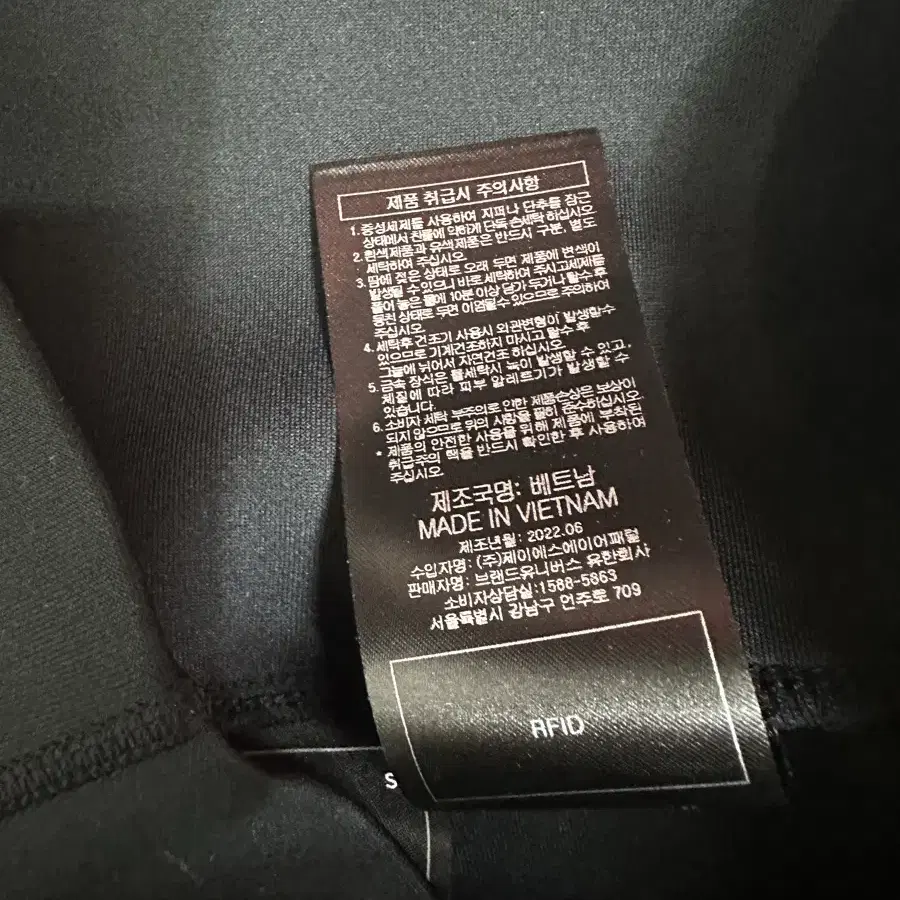 제품 취급시 주의사항
1. 중성세제를 사용하여 지퍼나 단추를 잠근
상태에서 찬물에 약하게 단독 손세탁 하십시오.
2. 흰색제품과 유색제품은 반드시 구분, 별도
세탁하여 주십시오.
3. 땀에 젖은 상태로 오래 두면 제품에 변색이
발생될 수 있으니 바로 세탁하여 주시고세제를
풀어 놓은 물에 10분 이상 담가 두거나 탈수 후
뭉친 상태로 두면 이염될수 있으므로 주의하여
주십시오.
4. 세탁후 건조기 사용시 외관변형이 발생할수
있으므로 기계건조하지 마시고 탈수 후
그늘에 뉘어서 자연건조 하십시오.
5. 금속 장식은 물세탁시 녹이 발생할 수 있고,
체질에 따라 피부 알레르기가 발생할 수
있습니다.
6. 소비자 세탁 부주의로 인한 제품손상은 보상이
되지 않으므로 위의 사항을 필히 준수하십시오
* 제품의 안전한 사용을 위해 제품에 부착된
취급주의 택을 반드시 확인한 후 사용하여
주십시오
제조국명: 베트남
MADE IN VIETNAM
제조년월: 2022.06
수입자명: (주)제이에스에이어패럴
판매자명: 브랜드유니버스 유한회사
소비자상담실:1588-5863
서울특별시 강남구 언주로 709
RFID
S